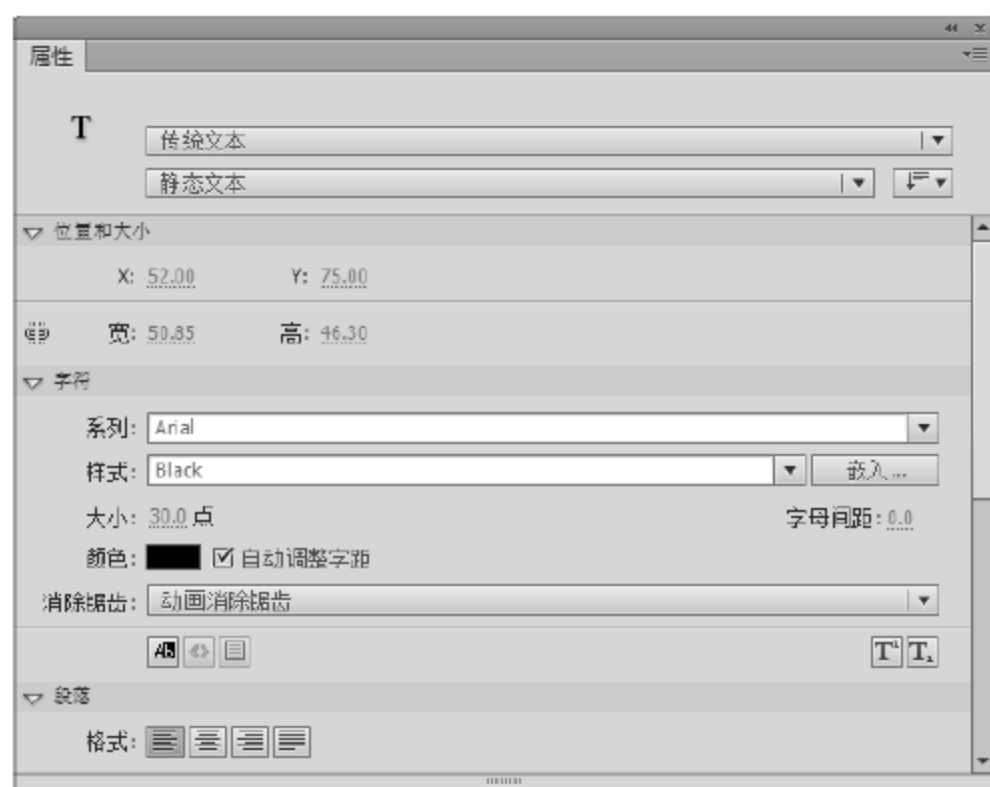 属性
T
传统文本
静态文本
位置和大小
X: 52.00 Y: 75.00
宽: 50.85 高: 46.30
字符
系列: Arial
样式: Black 嵌入...
大小: 30.0 点 字母间距: 0.0
颜色: 自动调整字距
消除锯齿: 动画消除锯齿
AB <> T¹ T₁
段落
格式: